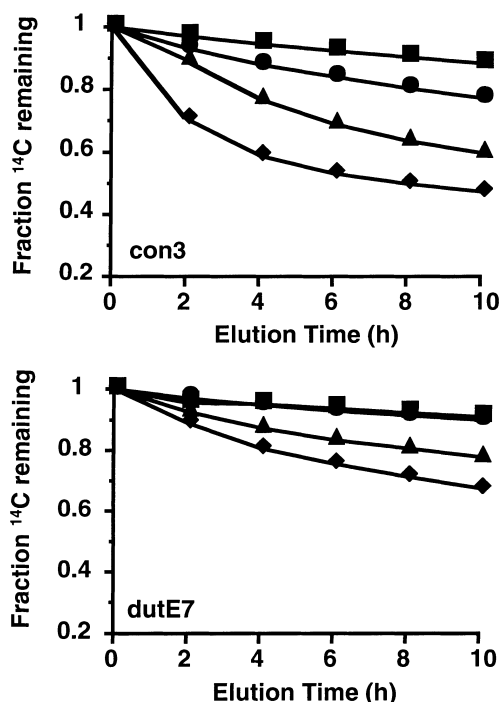 Fraction ¹⁴C remaining
1
0.8
0.6
0.4
0.2
con3
0 2 4 6 8 10
Elution Time (h)
Fraction ¹⁴C remaining
1
0.8
0.6
0.4
0.2
dutE7
0 2 4 6 8 10
Elution Time (h)